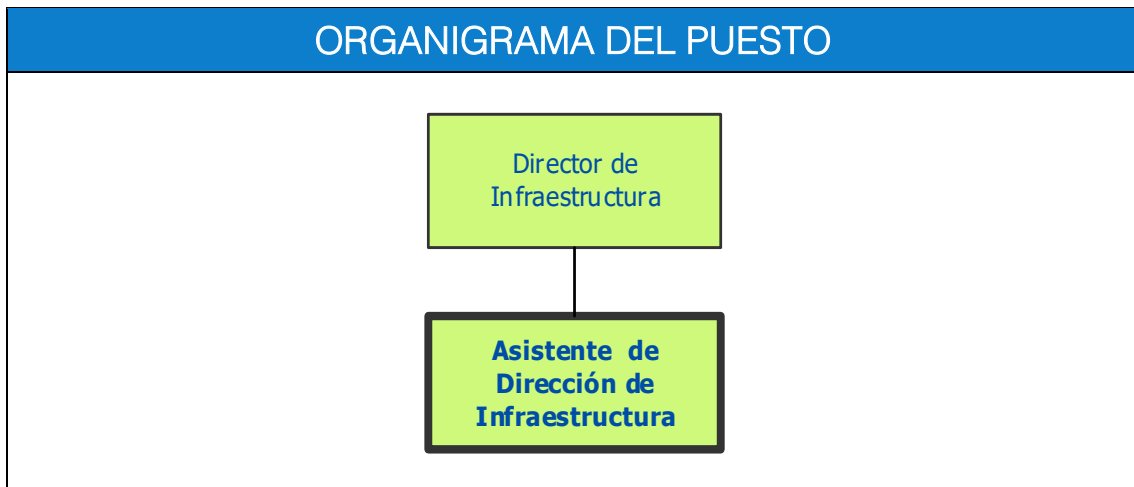 ORGANIGRAMA DEL PUESTO
Director de
Infraestructura
Asistente de
Dirección de
Infraestructura